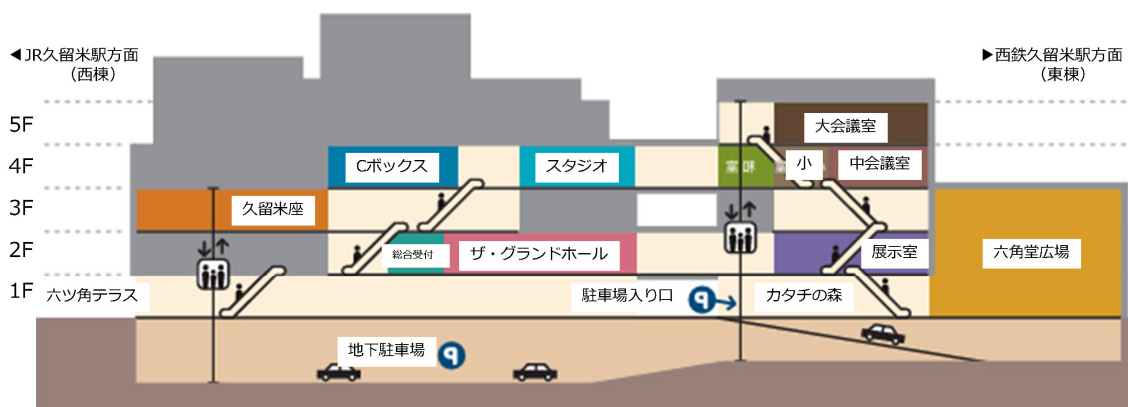 ◀JR久留米駅方面
（西棟）
▶西鉄久留米駅方面
（東棟）
5F
大会議室
4F
Cボックス
スタジオ
小
中会議室
3F
久留米座
2F
総合受付
ザ・グランドホール
展示室
六角堂広場
1F
六ツ角テラス
駐車場入り口
P
カタチの森
地下駐車場
P